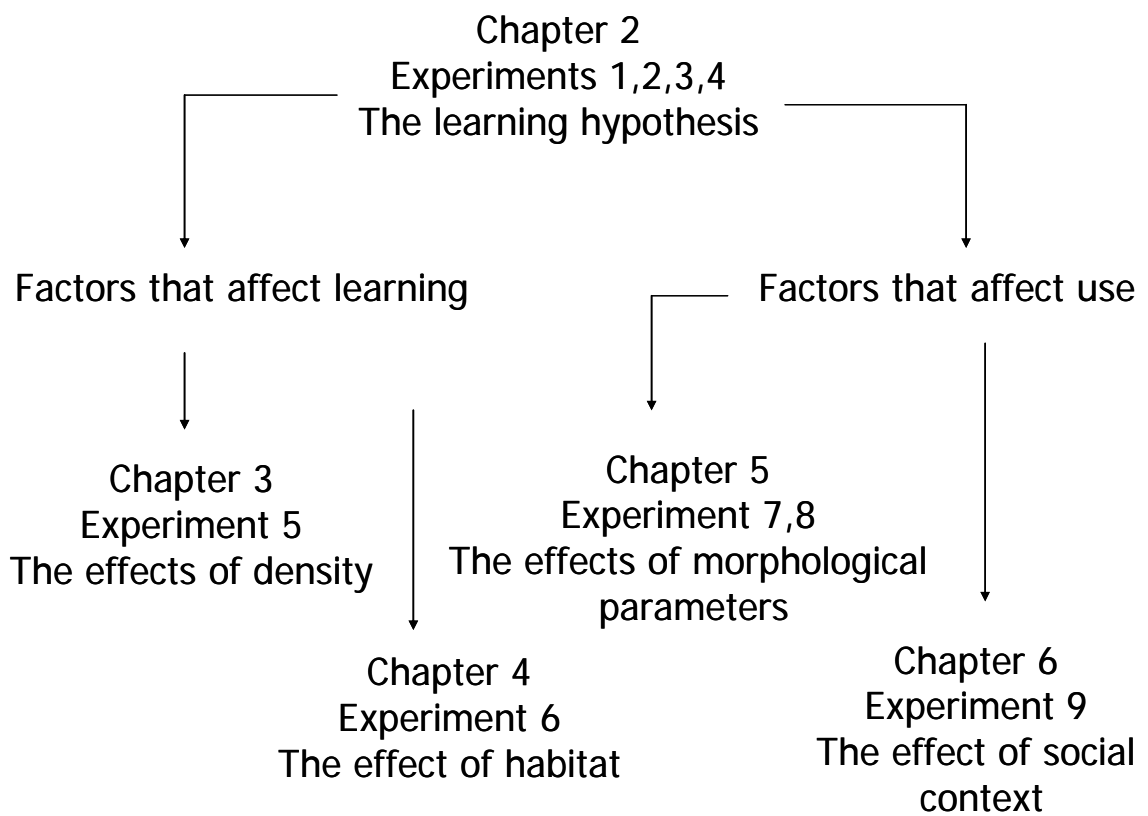 Chapter 2
Experiments 1,2,3,4
The learning hypothesis
Factors that affect learning
Factors that affect use
Chapter 3
Experiment 5
The effects of density
Chapter 4
Experiment 6
The effect of habitat
Chapter 5
Experiment 7,8
The effects of morphological
parameters
Chapter 6
Experiment 9
The effect of social
context